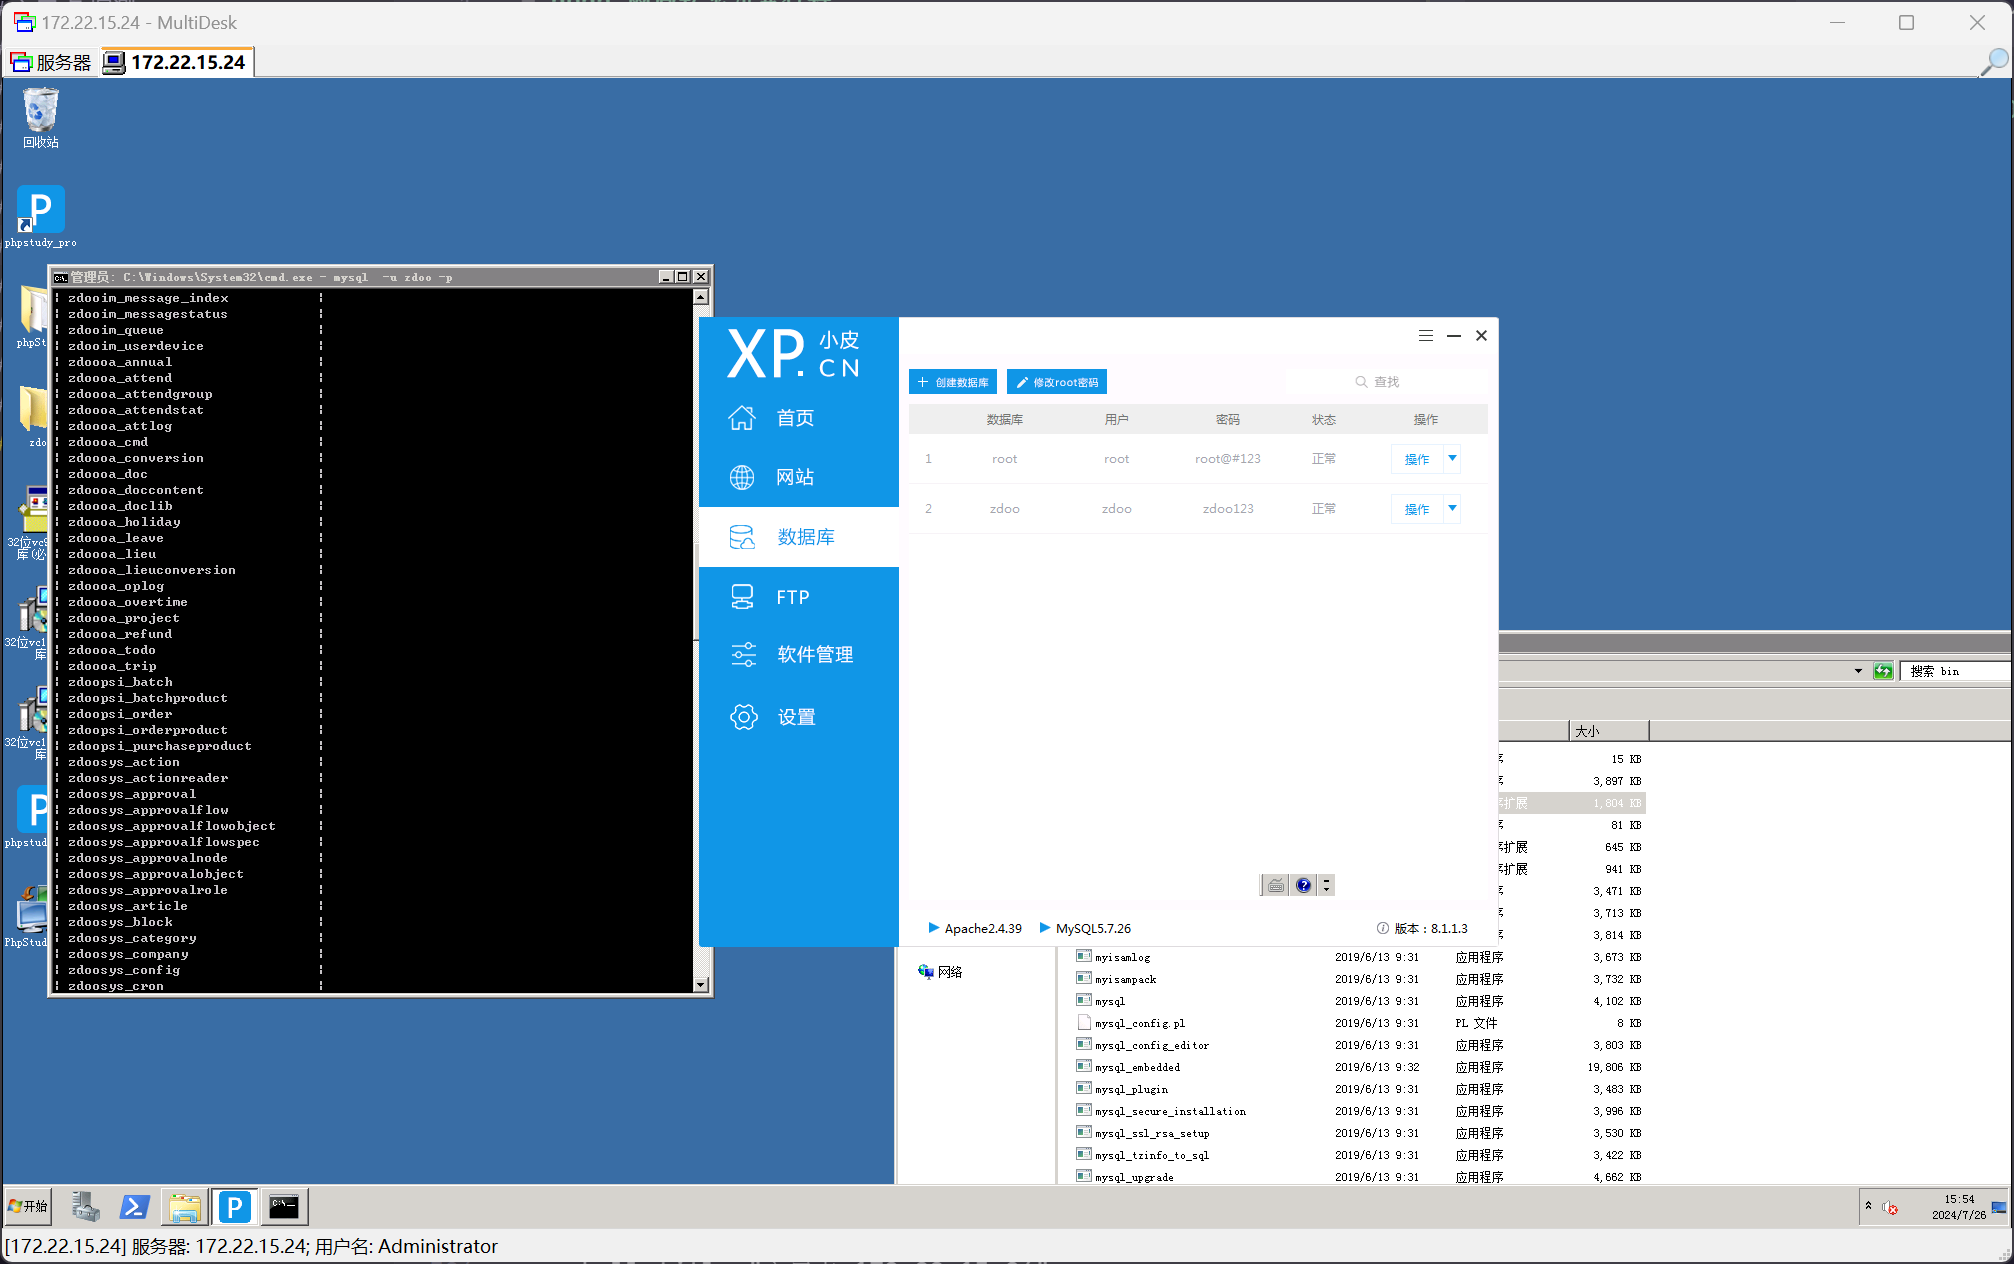 172.22.15.24 - MultiDesk
服务器
172.22.15.24
回收站
phpstudy_pro
phpSt
zdo
32位vc9
库(必
32位vc1
库
32位vc1
库
phpstud
PhpStud
管理员: C:\Windows\System32\cmd.exe - mysql  -u zdoo -p
| zdooim_message_index |
| zdooim_messagestatus |
| zdooim_queue |
| zdooim_userdevice |
| zdoooa_annual |
| zdoooa_attend |
| zdoooa_attendgroup |
| zdoooa_attendstat |
| zdoooa_attlog |
| zdoooa_cmd |
| zdoooa_conversion |
| zdoooa_doc |
| zdoooa_doccontent |
| zdoooa_doclib |
| zdoooa_holiday |
| zdoooa_leave |
| zdoooa_lieu |
| zdoooa_lieuconversion |
| zdoooa_oplog |
| zdoooa_overtime |
| zdoooa_project |
| zdoooa_refund |
| zdoooa_todo |
| zdoooa_trip |
| zdoopsi_batch |
| zdoopsi_batchproduct |
| zdoopsi_order |
| zdoopsi_orderproduct |
| zdoopsi_purchaseproduct |
| zdoosys_action |
| zdoosys_actionreader |
| zdoosys_approval |
| zdoosys_approvalflow |
| zdoosys_approvalflowobject |
| zdoosys_approvalflowspec |
| zdoosys_approvalnode |
| zdoosys_approvalobject |
| zdoosys_approvalrole |
| zdoosys_article |
| zdoosys_block |
| zdoosys_category |
| zdoosys_company |
| zdoosys_config |
| zdoosys_cron |
XP.小皮
CN
首页
网站
数据库
FTP
软件管理
设置
创建数据库 修改root密码 查找
数据库 用户 密码 状态 操作
1 root root root@#123 正常 操作
2 zdoo zdoo zdoo123 正常 操作
Apache2.4.39 MySQL5.7.26 版本：8.1.1.3
搜索 bin
大小
序 15 KB
序 3,897 KB
序扩展 1,804 KB
序 81 KB
序扩展 645 KB
序扩展 941 KB
序 3,471 KB
序 3,713 KB
序 3,814 KB
网络
myisamlog 2019/6/13 9:31 应用程序 3,673 KB
myisampack 2019/6/13 9:31 应用程序 3,732 KB
mysql 2019/6/13 9:31 应用程序 4,102 KB
mysql_config.pl 2019/6/13 9:31 PL 文件 8 KB
mysql_config_editor 2019/6/13 9:31 应用程序 3,803 KB
mysql_embedded 2019/6/13 9:32 应用程序 19,806 KB
mysql_plugin 2019/6/13 9:31 应用程序 3,483 KB
mysql_secure_installation 2019/6/13 9:31 应用程序 3,996 KB
mysql_ssl_rsa_setup 2019/6/13 9:31 应用程序 3,530 KB
mysql_tzinfo_to_sql 2019/6/13 9:31 应用程序 3,422 KB
mysql_upgrade 2019/6/13 9:31 应用程序 4,662 KB
开始
15:54
2024/7/26
[172.22.15.24] 服务器: 172.22.15.24; 用户名: Administrator